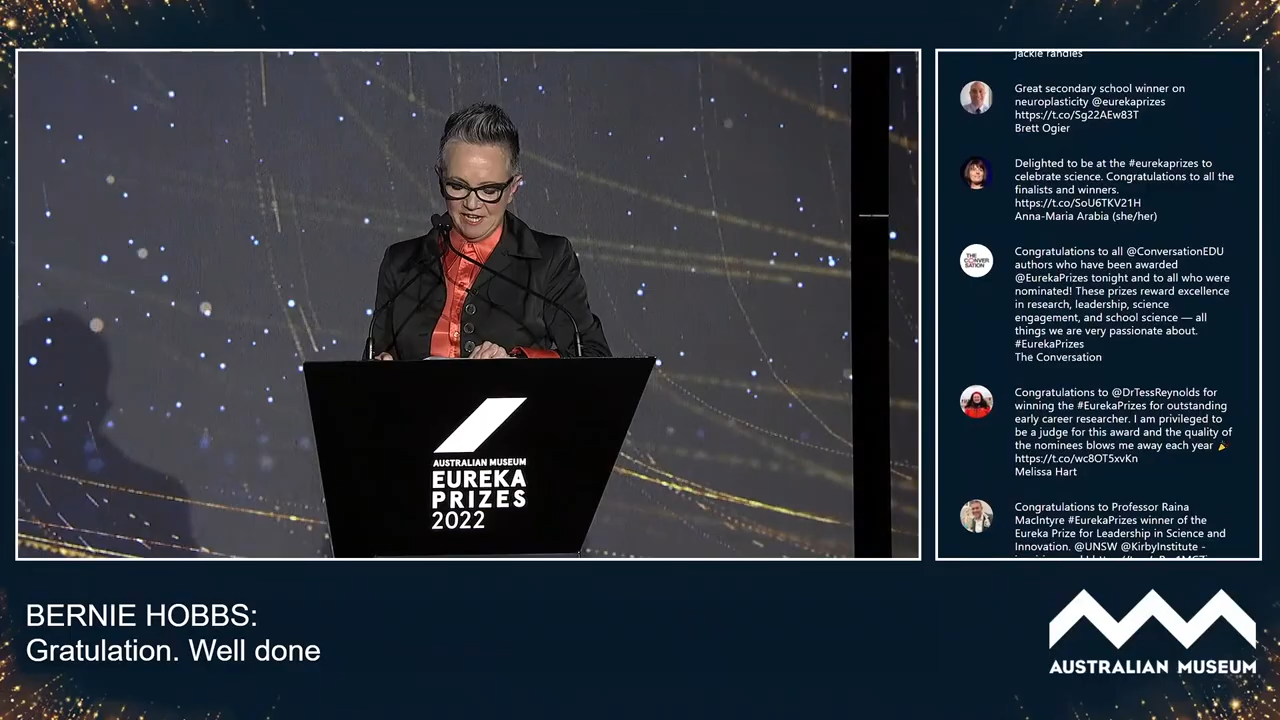 AUSTRALIAN MUSEUM
EUREKA
PRIZES
2022
Jackie randles
Great secondary school winner on
neuroplasticity @eurekaprizes
https://t.co/Sg22AEw83T
Brett Ogier
Delighted to be at the #eurekaprizes to
celebrate science. Congratulations to all the
finalists and winners.
https://t.co/SoU6TKV21H
Anna-Maria Arabia (she/her)
THE
CONVER
SATION
Congratulations to all @ConversationEDU
authors who have been awarded
@EurekaPrizes tonight and to all who were
nominated! These prizes reward excellence
in research, leadership, science
engagement, and school science — all
things we are very passionate about.
#EurekaPrizes
The Conversation
Congratulations to @DrTessReynolds for
winning the #EurekaPrizes for outstanding
early career researcher. I am privileged to
be a judge for this award and the quality of
the nominees blows me away each year 🎉
https://t.co/wc8OT5xvKn
Melissa Hart
Congratulations to Professor Raina
MacIntyre #EurekaPrizes winner of the
Eureka Prize for Leadership in Science and
Innovation. @UNSW @KirbyInstitute -
BERNIE HOBBS:
Gratulation. Well done
AUSTRALIAN MUSEUM